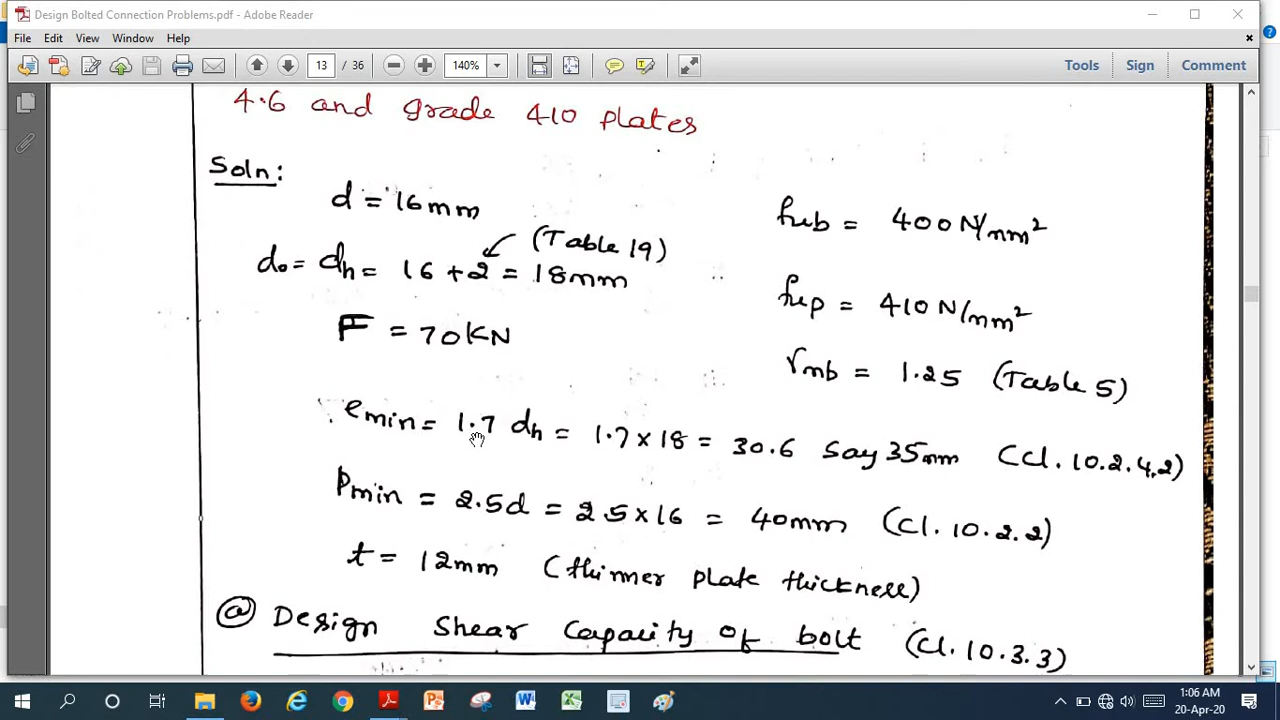 Design Bolted Connection Problems.pdf - Adobe Reader
File Edit View Window Help
13 / 36 140% Tools Sign Comment
4.6 and grade 410 plates
Soln:
d = 16mm
fub = 400 N/mm²
(Table 19)
do = dh = 16 + 2 = 18mm
fup = 410 N/mm²
F = 70KN
γmb = 1.25 (Table 5)
emin = 1.7 dh = 1.7 x 18 = 30.6 say 35mm (Cl. 10.2.4.2)
Pmin = 2.5d = 2.5 x 16 = 40mm (Cl. 10.2.2)
t = 12mm (thinner plate thickness)
ⓐ Design Shear Capacity of bolt (Cl. 10.3.3)
1:06 AM
20-Apr-20